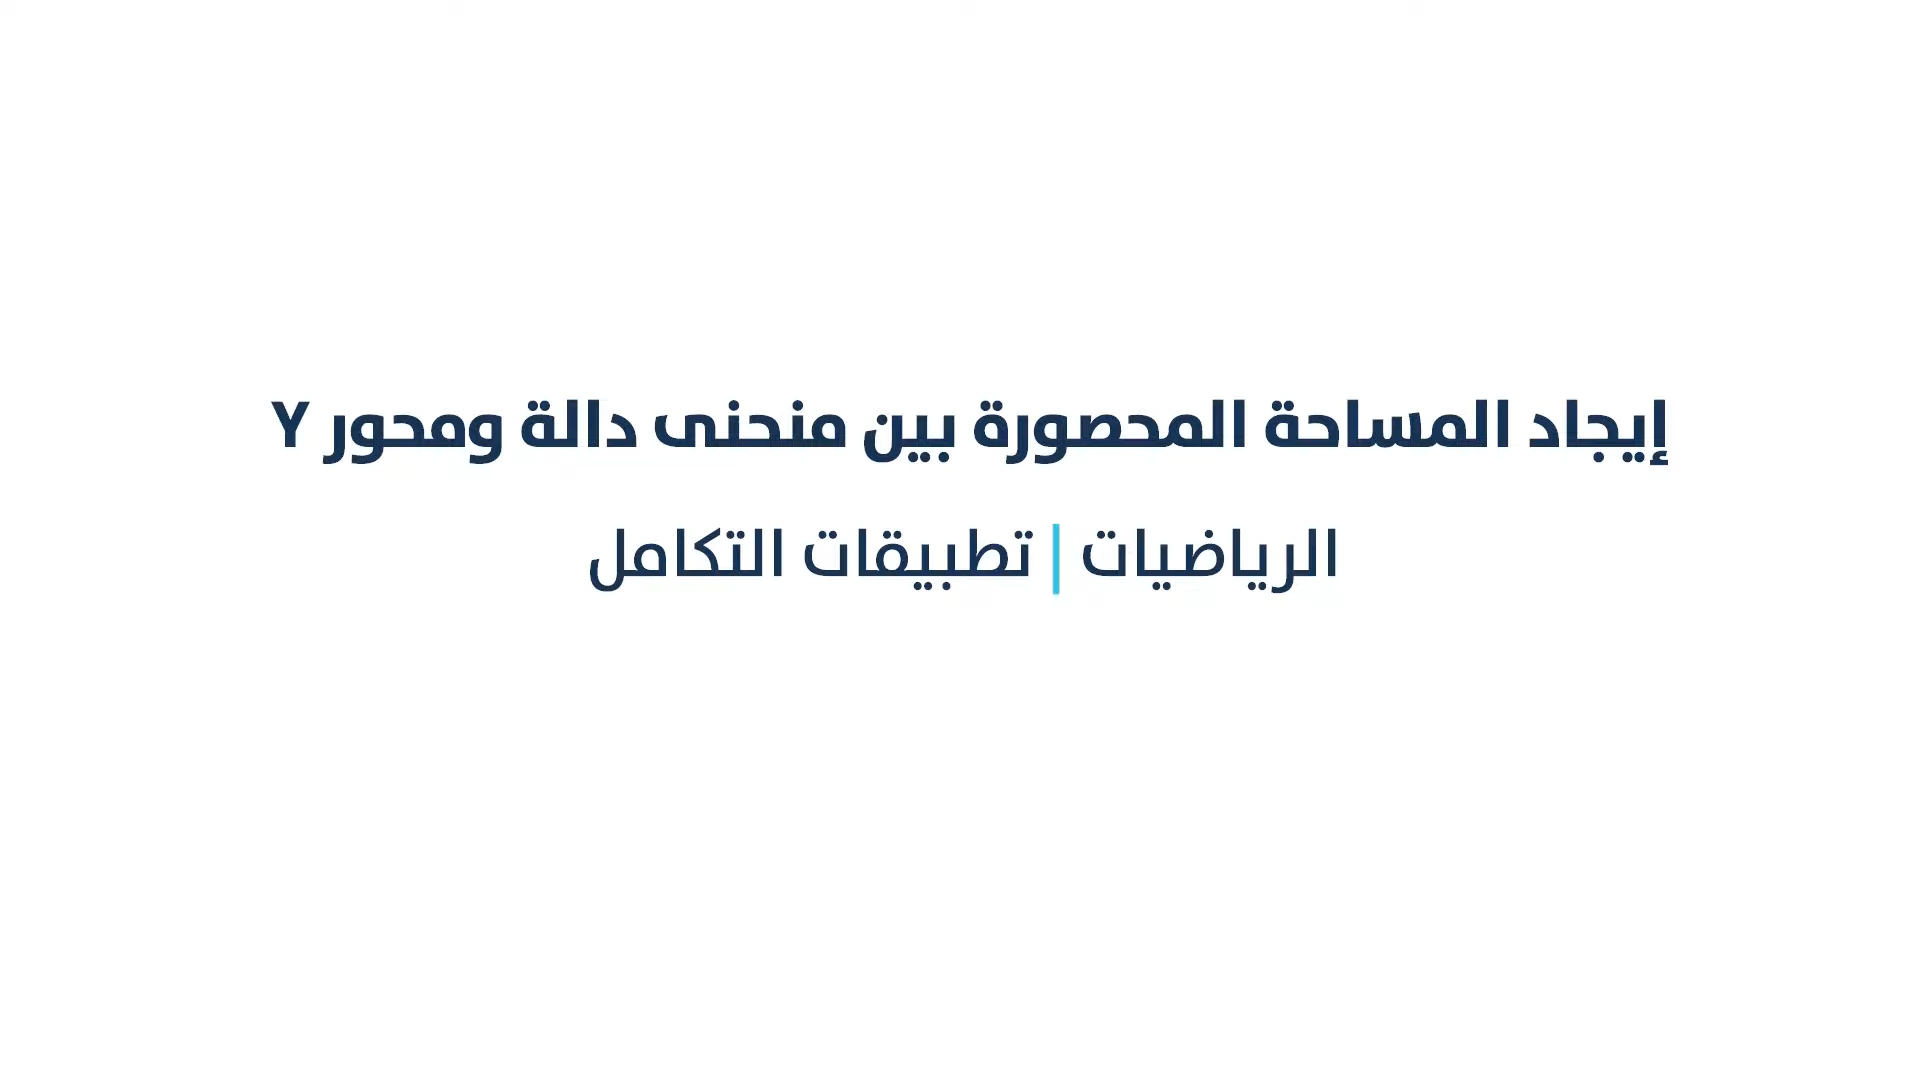 إيجاد المساحة المحصورة بين منحنى دالة ومحور Y
الرياضيات | تطبيقات التكامل